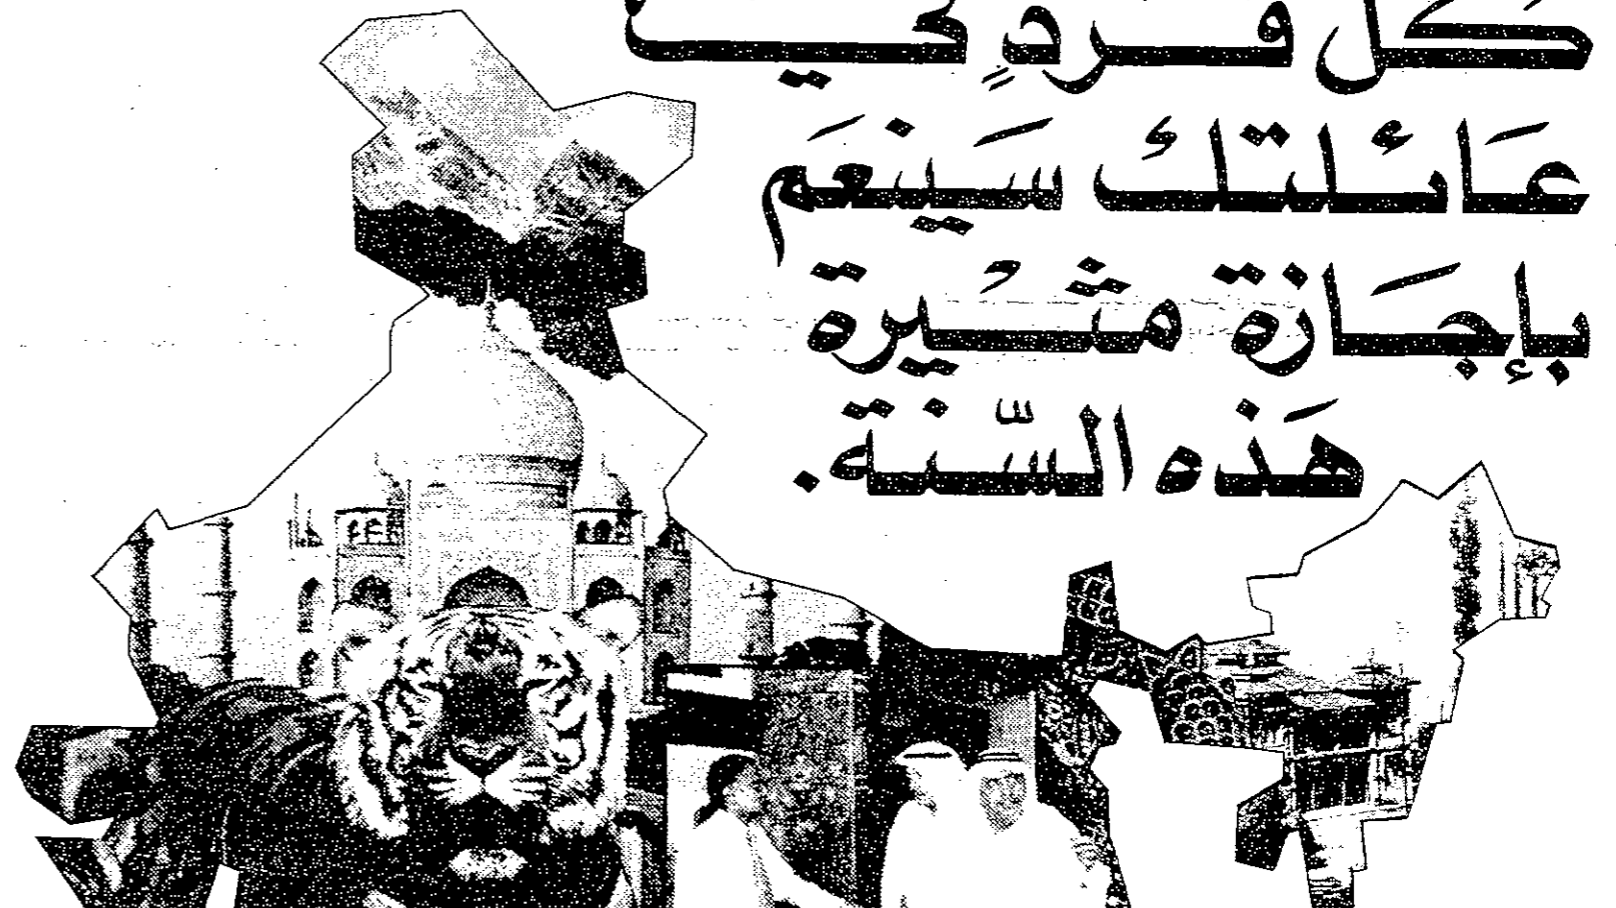 كَل فَردٍ في
عَائلتكَ سَينعَم
بإجَازة مثيرة
هَذه السّنة.